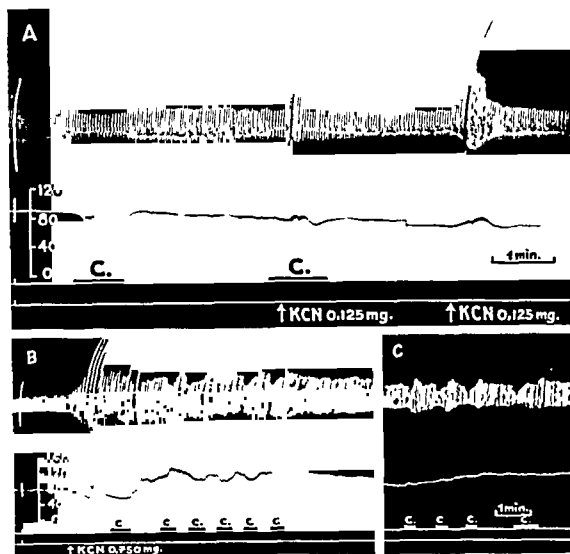 A
120
80
40
0
C. C.
1 min.
↑ KCN 0.125 mg. ↑ KCN 0.125 mg.
B C
C. C. C. C. C. C. C. C. C. C.
1 min.
↑ KCN 0.750 mg.